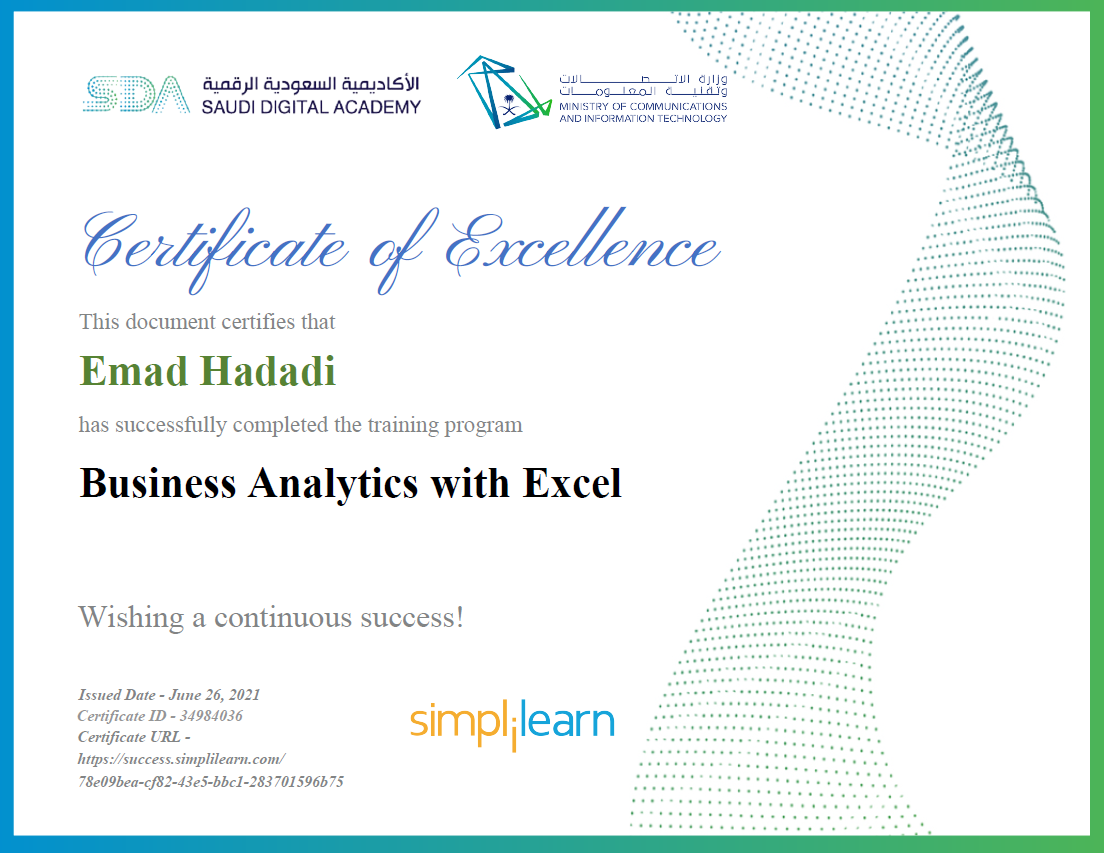 SDA
الأكاديمية السعودية الرقمية
SAUDI DIGITAL ACADEMY
وزارة الاتصالات
وتقنية المعلومات
MINISTRY OF COMMUNICATIONS
AND INFORMATION TECHNOLOGY
Certificate of Excellence
This document certifies that
Emad Hadadi
has successfully completed the training program
Business Analytics with Excel
Wishing a continuous success!
Issued Date - June 26, 2021
Certificate ID - 34984036
Certificate URL -
https://success.simplilearn.com/
78e09bea-cf82-43e5-bbc1-283701596b75
simplilearn